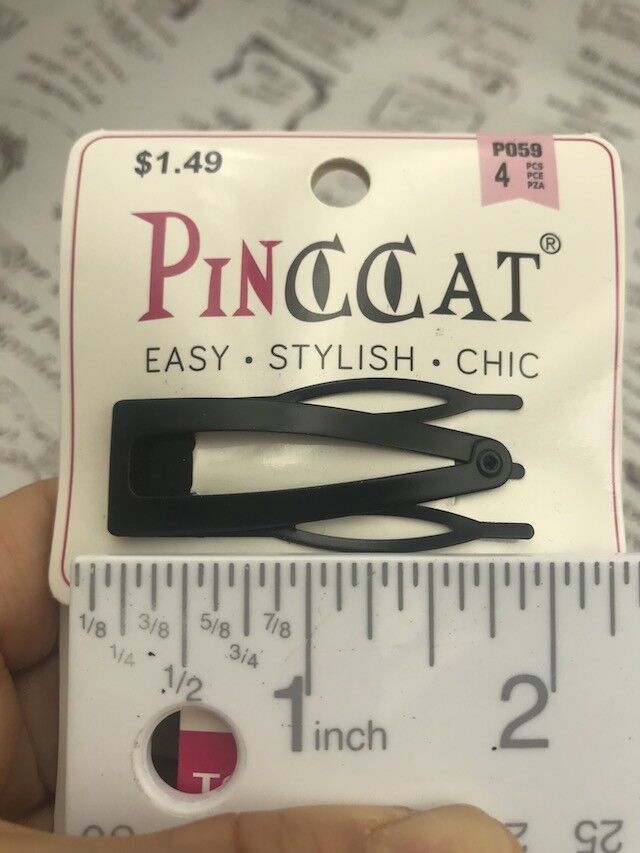 $1.49
P059
4 PCS
PCE
PZA
PINCCAT®
EASY • STYLISH • CHIC
1/8 3/8 5/8 7/8
1/4 3/4
1/2
1 inch 2
25